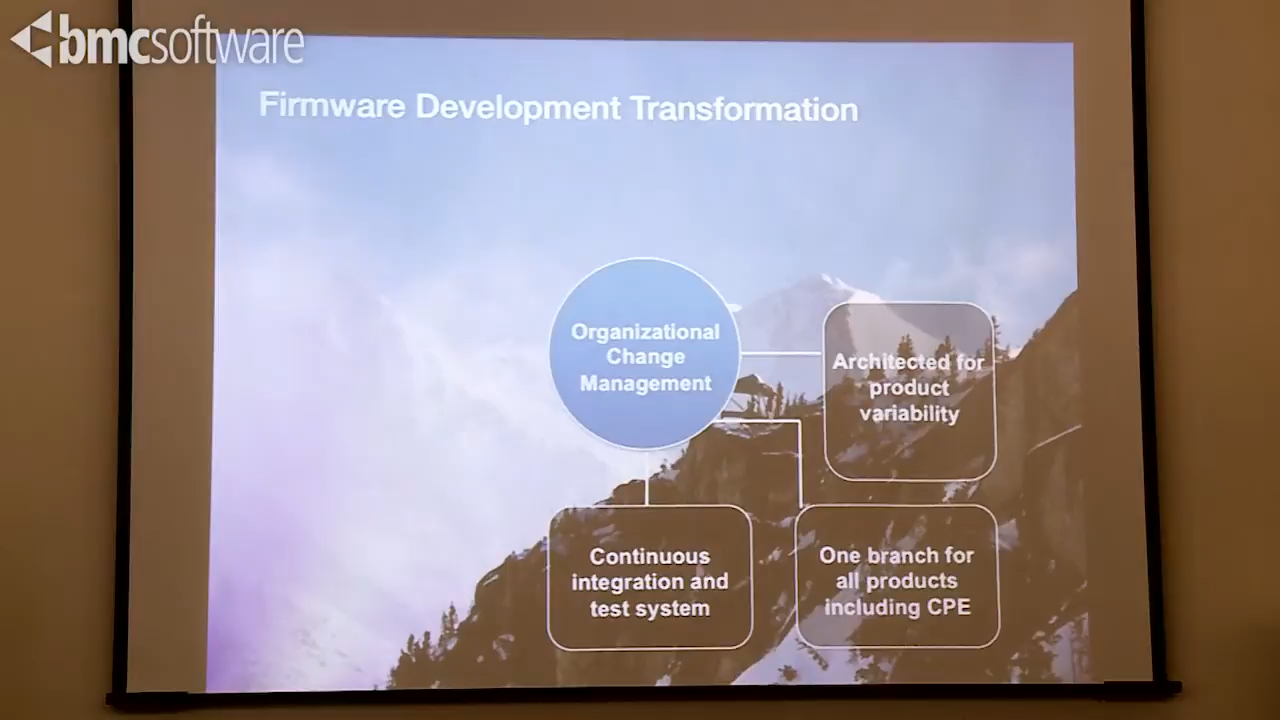 bmcsoftware
Firmware Development Transformation
Organizational
Change
Management
Architected for
product
variability
Continuous
integration and
test system
One branch for
all products
including CPE